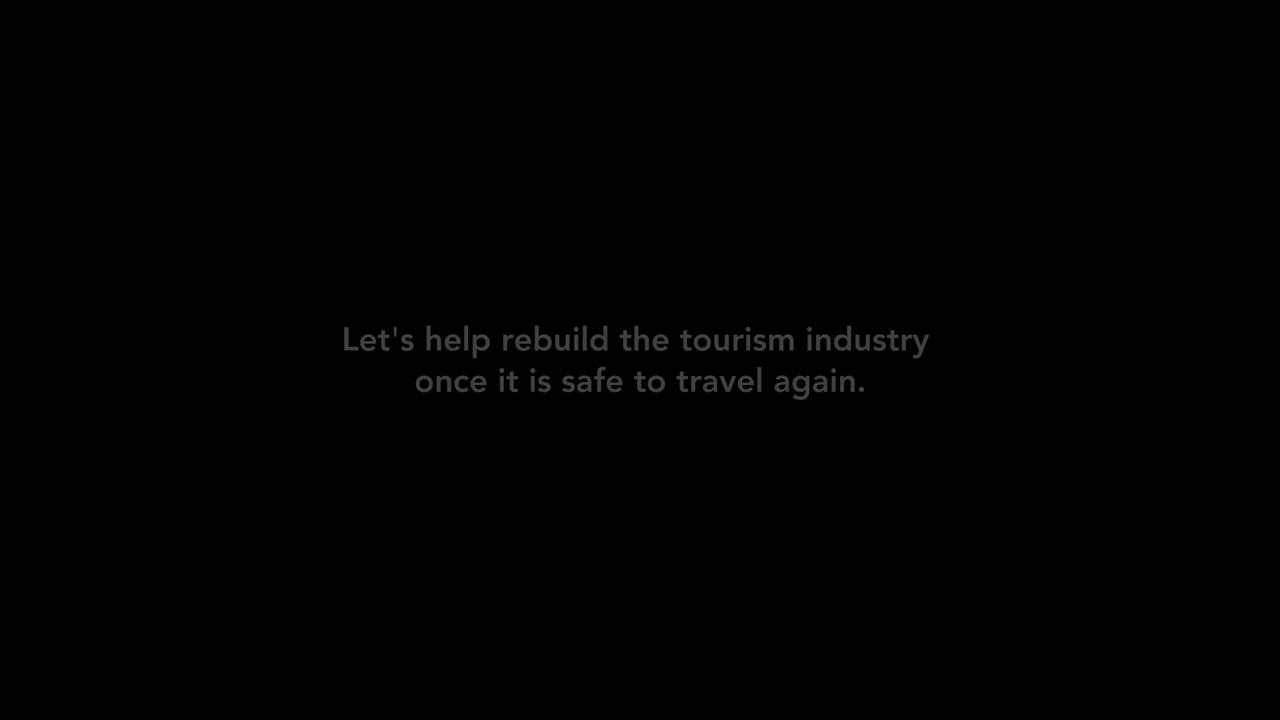 Let's help rebuild the tourism industry
once it is safe to travel again.